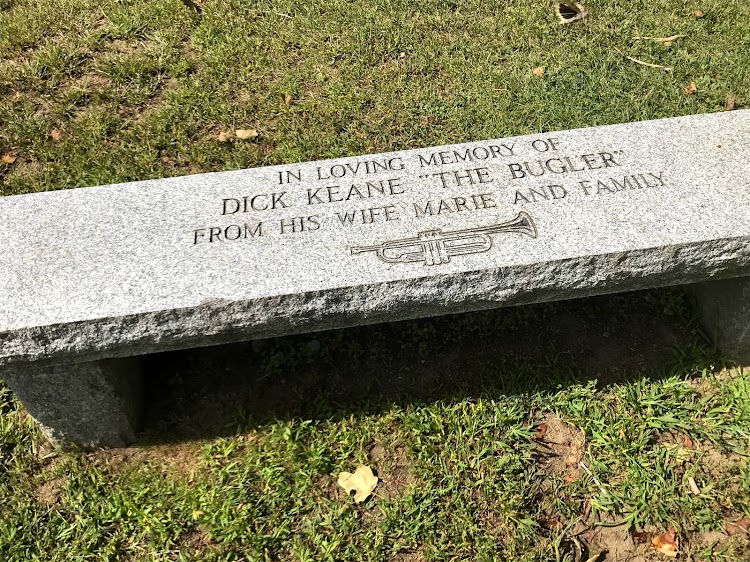 IN LOVING MEMORY OF
DICK KEANE "THE BUGLER"
FROM HIS WIFE MARIE AND FAMILY